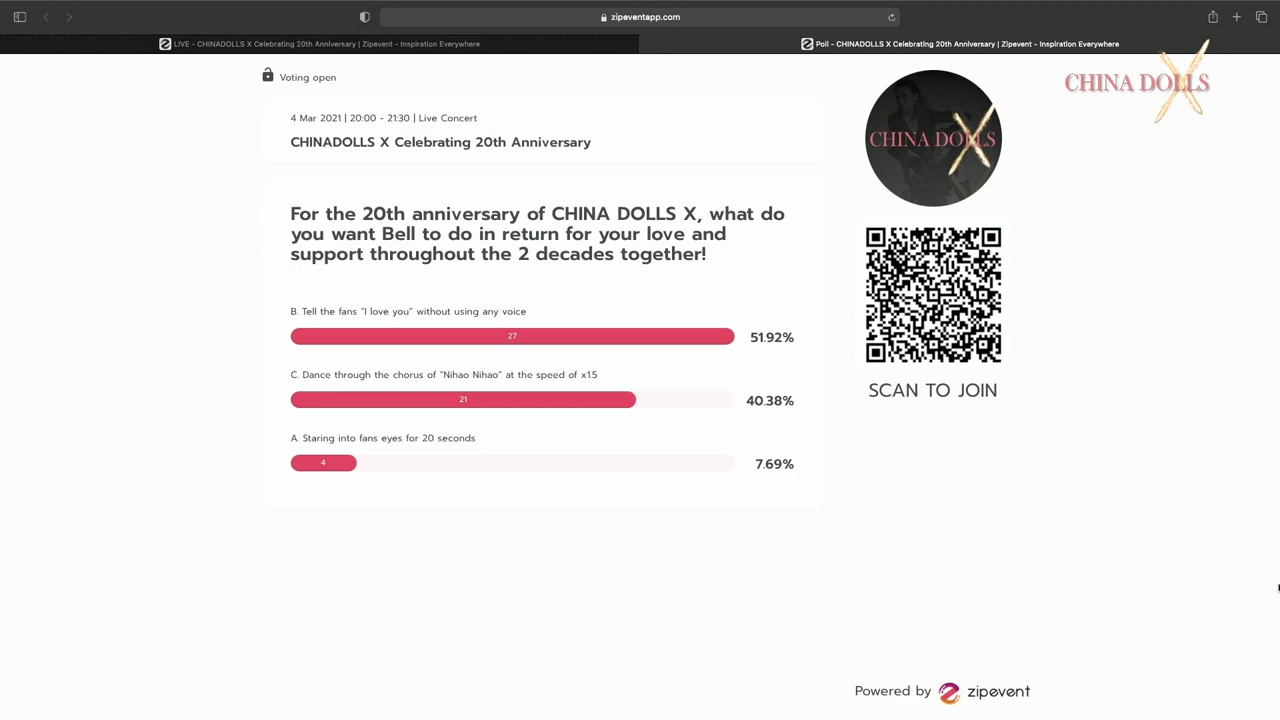 zipeventapp.com
LIVE - CHINADOLLS X Celebrating 20th Anniversary | Zipevent - Inspiration Everywhere
Poll - CHINADOLLS X Celebrating 20th Anniversary | Zipevent - Inspiration Everywhere
Voting open
CHINA DOLLS X
4 Mar 2021 | 20:00 - 21:30 | Live Concert
CHINADOLLS X Celebrating 20th Anniversary
CHINA DOLLS X
For the 20th anniversary of CHINA DOLLS X, what do
you want Bell to do in return for your love and
support throughout the 2 decades together!
B. Tell the fans "I love you" without using any voice
27
51.92%
C. Dance through the chorus of "Nihao Nihao" at the speed of x1.5
21
40.38%
A. Staring into fans eyes for 20 seconds
4
7.69%
SCAN TO JOIN
Powered by zipevent